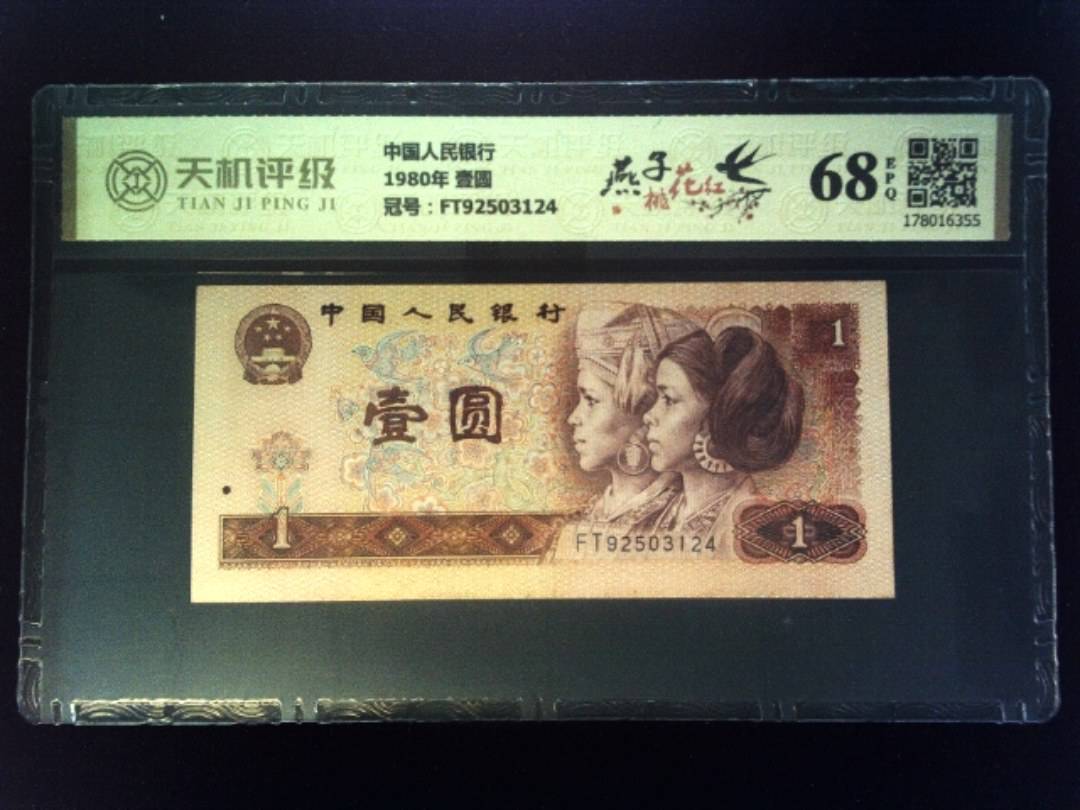 天机评级
TIAN JI PING JI
中国人民银行
1980年 壹圆
冠号：FT92503124
燕子
桃花红
68
EPQ
178016355
中国人民银行
1
壹圆
1
FT92503124
1